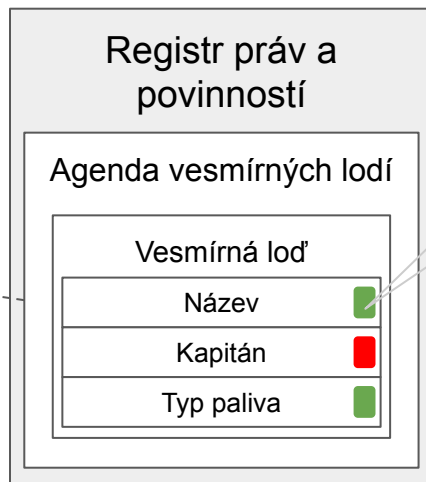 Registr práv a
povinností
Agenda vesmírných lodí
Vesmírná loď
Název
Kapitán
Typ paliva